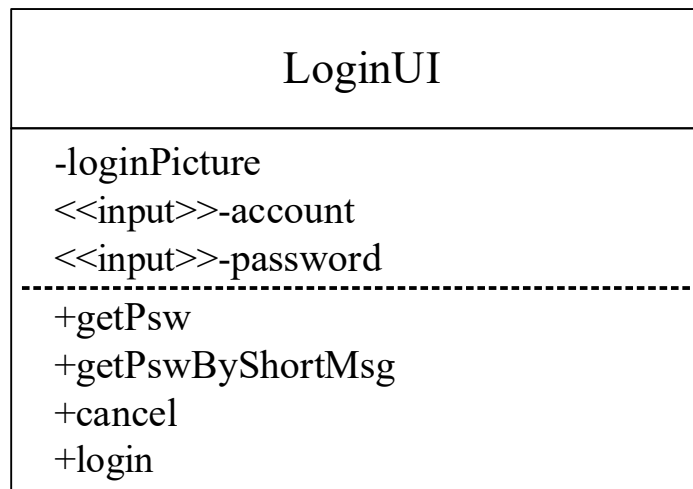 LoginUI
-loginPicture
<<input>>-account
<<input>>-password
+getPsw
+getPswByShortMsg
+cancel
+login